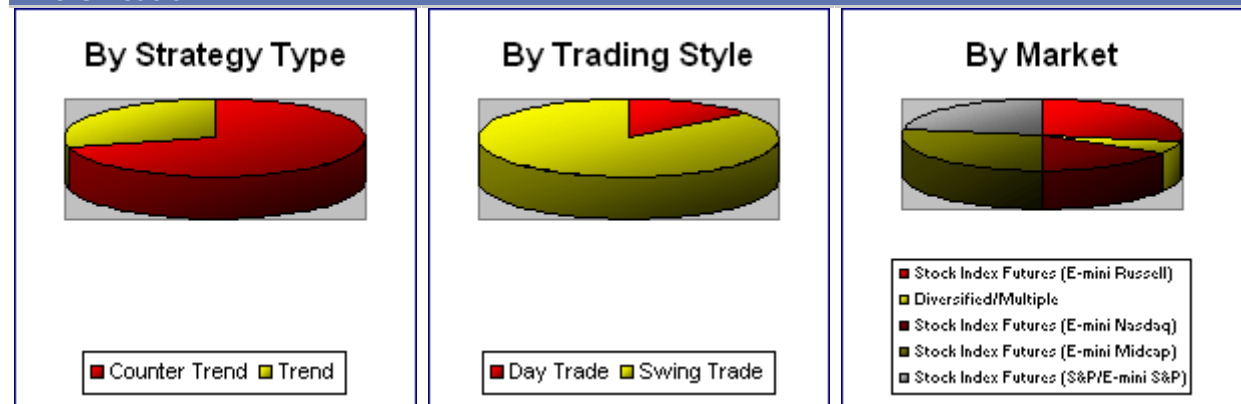 By Strategy Type
Counter Trend Trend
By Trading Style
Day Trade Swing Trade
By Market
Stock Index Futures (E-mini Russell)
Diversified/Multiple
Stock Index Futures (E-mini Nasdaq)
Stock Index Futures (E-mini Midcap)
Stock Index Futures (S&P/E-mini S&P)